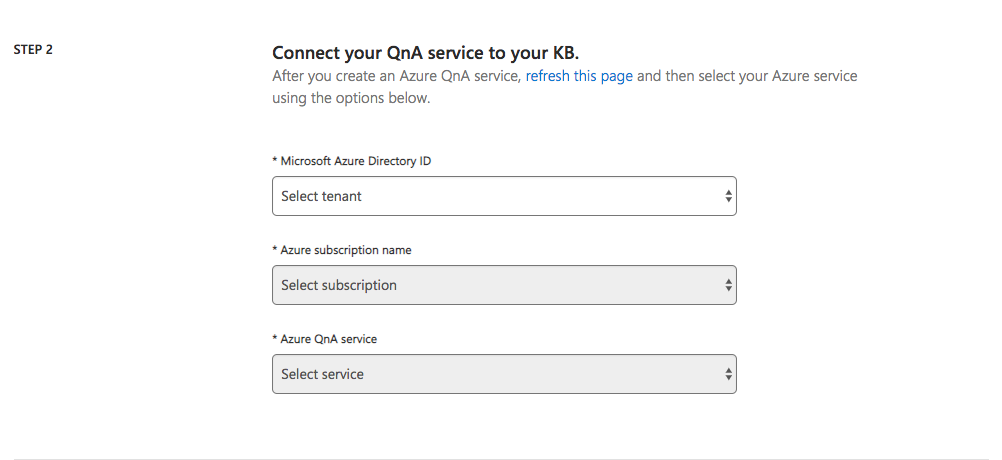 STEP 2
Connect your QnA service to your KB.
After you create an Azure QnA service, refresh this page and then select your Azure service
using the options below.
* Microsoft Azure Directory ID
Select tenant
* Azure subscription name
Select subscription
* Azure QnA service
Select service